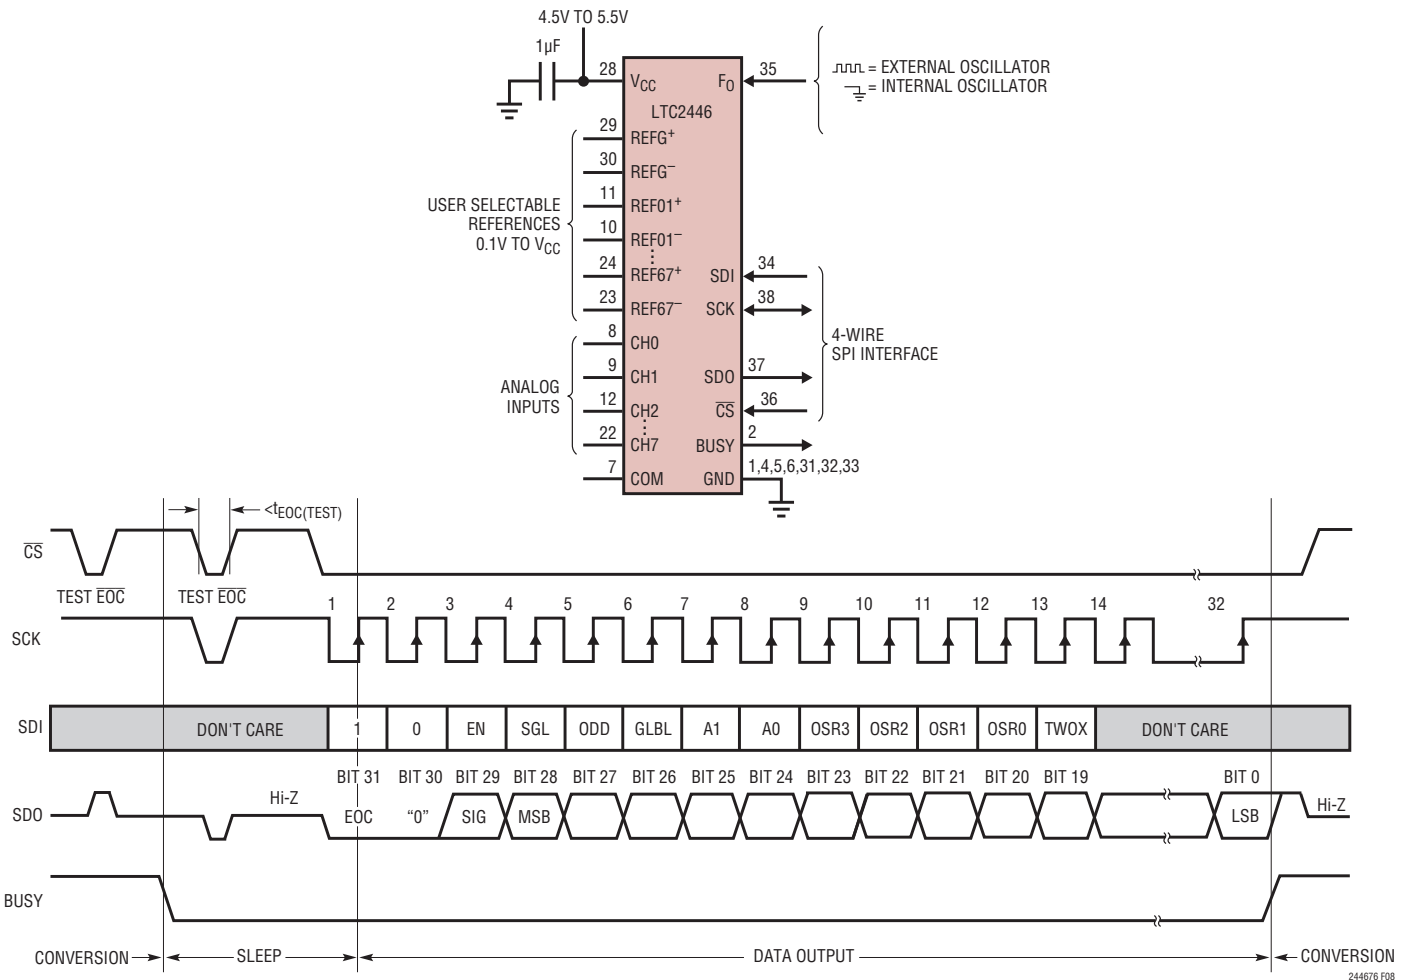 4.5V TO 5.5V
1µF
28
VCC
LTC2446
FO
35
= EXTERNAL OSCILLATOR
= INTERNAL OSCILLATOR
29
REFG+
30
REFG–
11
REF01+
10
REF01–
24
REF67+
23
REF67–
USER SELECTABLE
REFERENCES
0.1V TO VCC
8
CH0
9
CH1
12
CH2
22
CH7
7
COM
ANALOG
INPUTS
SDI
34
SCK
38
SDO
37
CS
36
BUSY
2
GND
1,4,5,6,31,32,33
4-WIRE
SPI INTERFACE
<tEOC(TEST)
CS
TEST EOC
TEST EOC
SCK
1 2 3 4 5 6 7 8 9 10 11 12 13 14 32
SDI
DON'T CARE 1 0 EN SGL ODD GLBL A1 A0 OSR3 OSR2 OSR1 OSR0 TWOX DON'T CARE
BIT 31 BIT 30 BIT 29 BIT 28 BIT 27 BIT 26 BIT 25 BIT 24 BIT 23 BIT 22 BIT 21 BIT 20 BIT 19 BIT 0
SDO
Hi-Z
EOC “0” SIG MSB LSB
Hi-Z
BUSY
CONVERSION SLEEP DATA OUTPUT CONVERSION
244676 F08